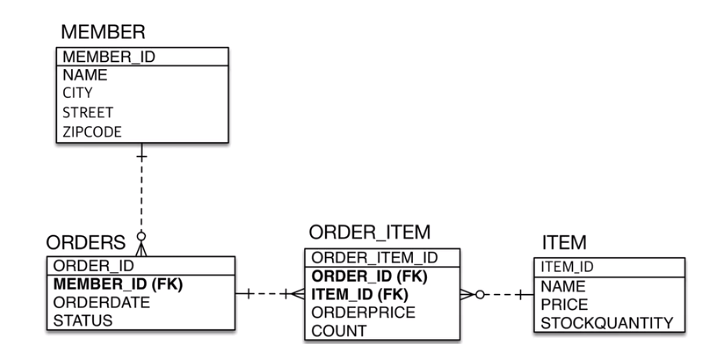 MEMBER
MEMBER_ID
NAME
CITY
STREET
ZIPCODE
ORDERS
ORDER_ID
MEMBER_ID (FK)
ORDERDATE
STATUS
ORDER_ITEM
ORDER_ITEM_ID
ORDER_ID (FK)
ITEM_ID (FK)
ORDERPRICE
COUNT
ITEM
ITEM_ID
NAME
PRICE
STOCKQUANTITY